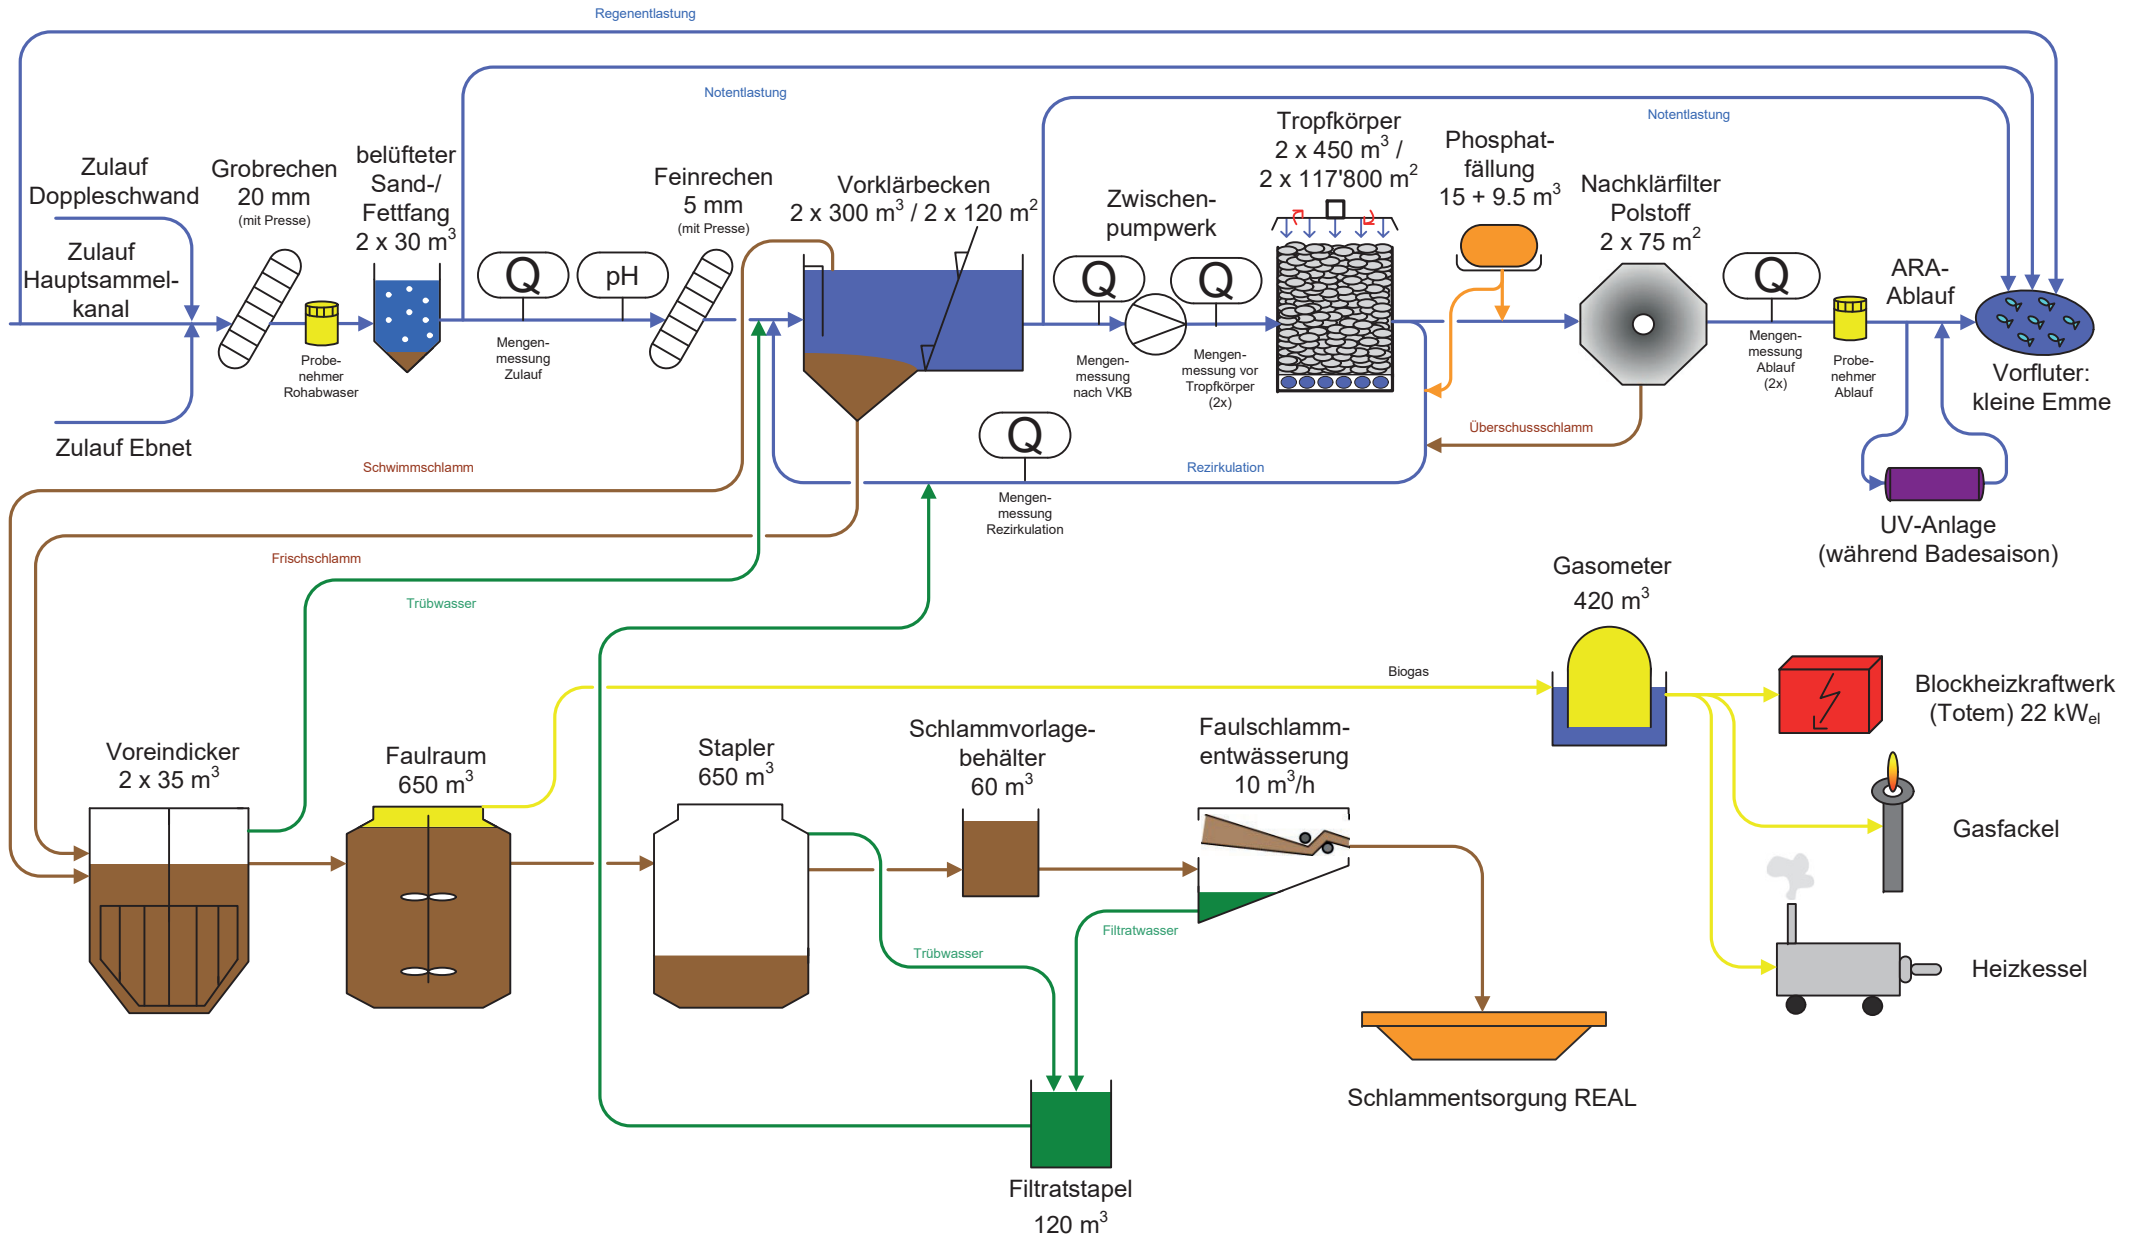 Regenentlastung
Notentlastung
Notentlastung
Zulauf
Doppleschwand
Zulauf
Hauptsammel-
kanal
Zulauf Ebnet
Grobrechen
20 mm
(mit Presse)
Probe-
nehmer
Rohabwaser
belüfteter
Sand-/
Fettfang
2 x 30 m³
Q
Mengen-
messung
Zulauf
pH
Feinrechen
5 mm
(mit Presse)
Vorklärbecken
2 x 300 m³ / 2 x 120 m²
Q
Mengen-
messung
nach VKB
Zwischen-
pumpwerk
Q
Mengen-
messung vor
Tropfkörper
(2x)
Tropfkörper
2 x 450 m³ /
2 x 117'800 m²
Phosphat-
fällung
15 + 9.5 m³
Nachklärfilter
Polstoff
2 x 75 m²
Q
Mengen-
messung
Ablauf
(2x)
Probe-
nehmer
Ablauf
ARA-
Ablauf
Vorfluter:
kleine Emme
UV-Anlage
(während Badesaison)
Überschussschlamm
Rezirkulation
Q
Mengen-
messung
Rezirkulation
Schwimmschlamm
Frischschlamm
Trübwasser
Biogas
Gasometer
420 m³
Blockheizkraftwerk
(Totem) 22 kWel
Gasfackel
Heizkessel
Voreindicker
2 x 35 m³
Faulraum
650 m³
Stapler
650 m³
Schlammvorlage-
behälter
60 m³
Faulschlamm-
entwässerung
10 m³/h
Trübwasser
Filtratwasser
Schlammentsorgung REAL
Filtratstapel
120 m³